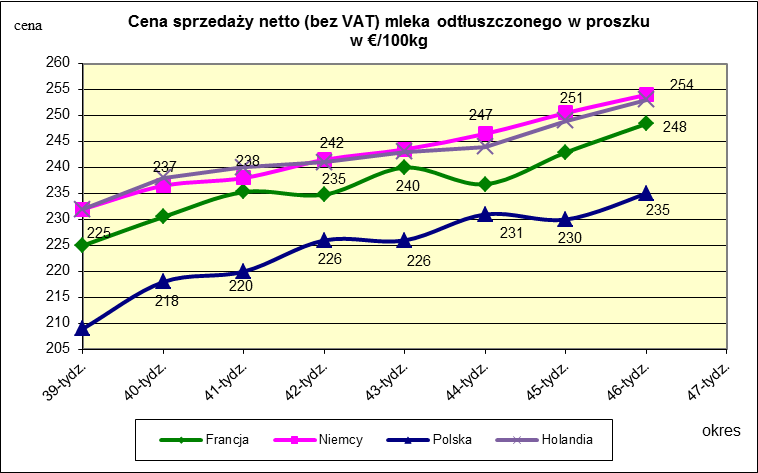 Cena sprzedaży netto (bez VAT) mleka odtłuszczonego w proszku
w €/100kg
cena
260
255
250
245
240
235
230
225
220
215
210
205
254
251
247
248
242
238
237
235
240
225
235
231
230
226
226
220
218
39-tydz.
40-tydz.
41-tydz.
42-tydz.
43-tydz.
44-tydz.
45-tydz.
46-tydz.
47-tydz.
okres
Francja Niemcy Polska Holandia